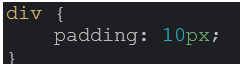 div {
    padding: 10px;
}